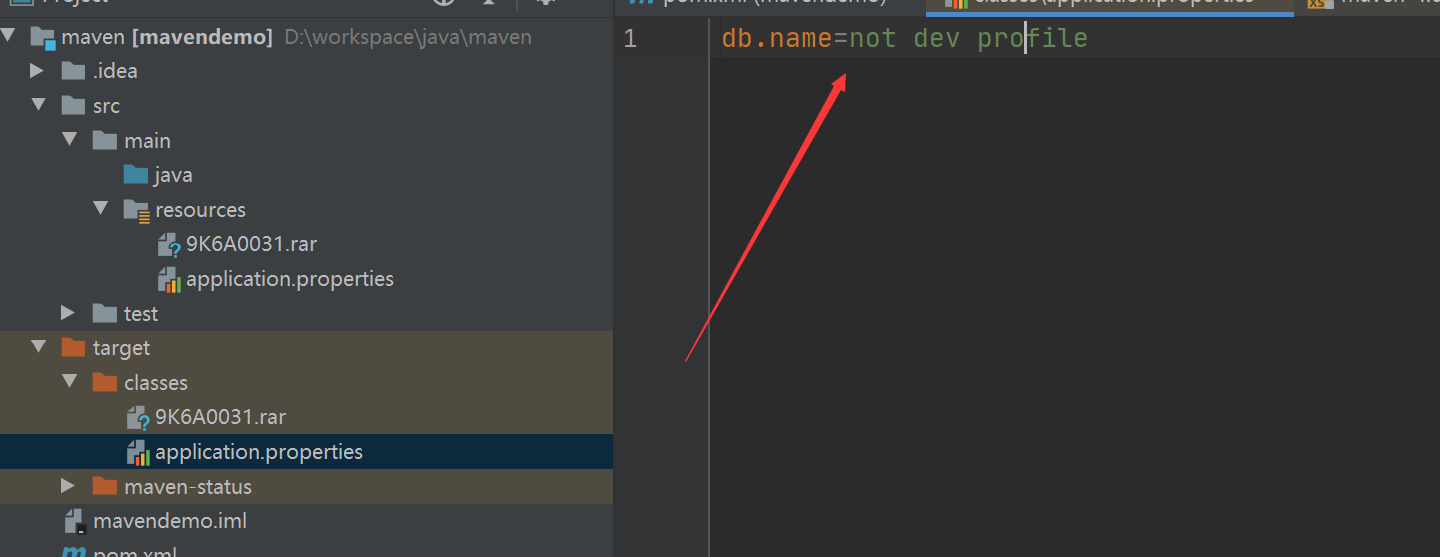 Project
pom.xml (mavendemo)
classes\application.properties
maven [mavendemo] D:\workspace\java\maven
.idea
src
main
java
resources
9K6A0031.rar
application.properties
test
target
classes
9K6A0031.rar
application.properties
maven-status
mavendemo.iml
pom.xml
1 db.name=not dev profile